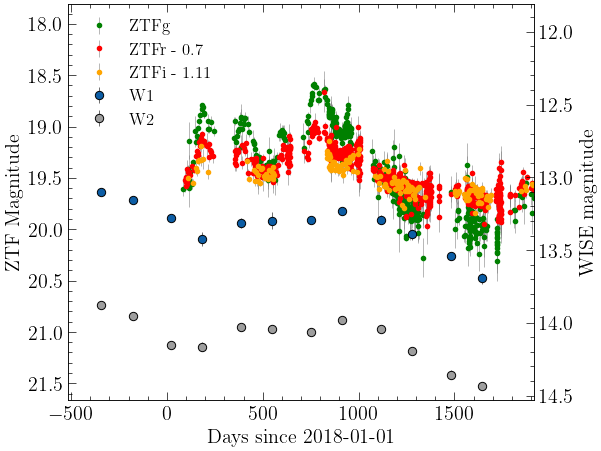 ZTFg
ZTFr - 0.7
ZTFi - 1.11
W1
W2
18.0
18.5
19.0
19.5
20.0
20.5
21.0
21.5
ZTF Magnitude
12.0
12.5
13.0
13.5
14.0
14.5
WISE magnitude
−500
0
500
1000
1500
Days since 2018-01-01